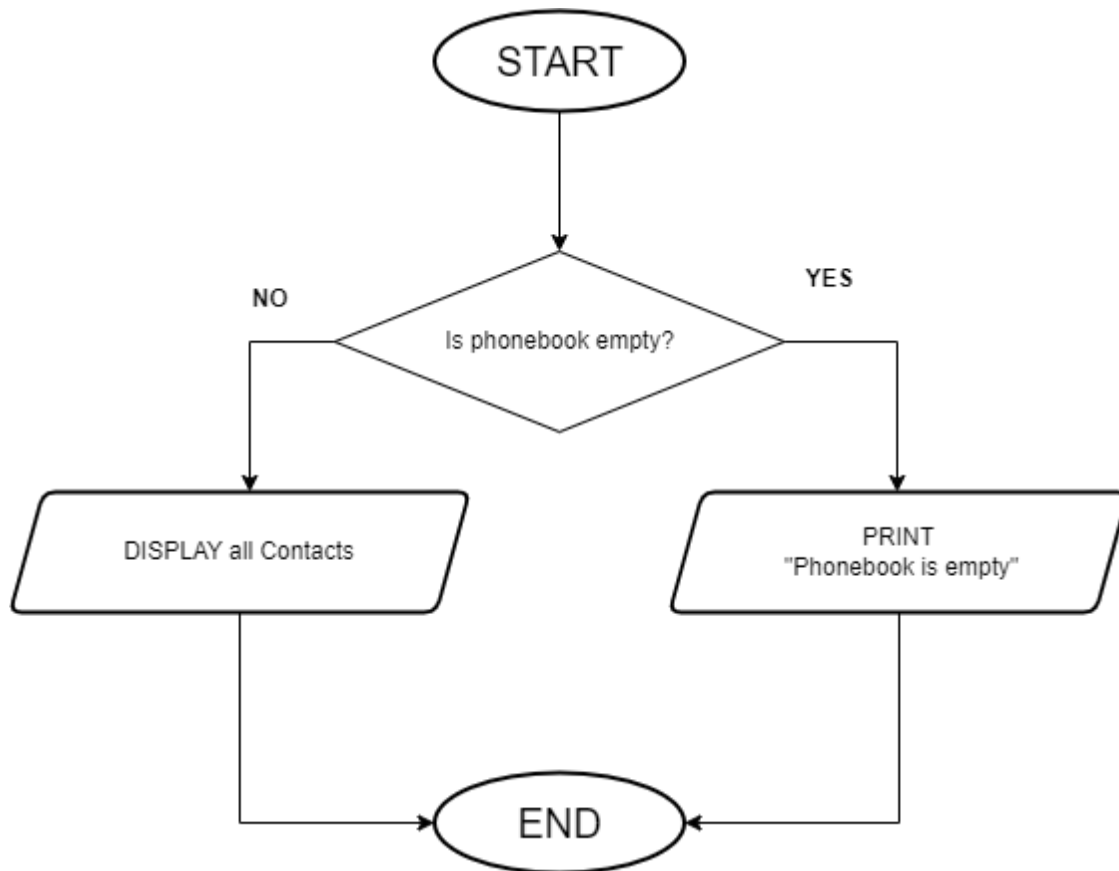 START
NO
YES
Is phonebook empty?
DISPLAY all Contacts
PRINT
"Phonebook is empty"
END